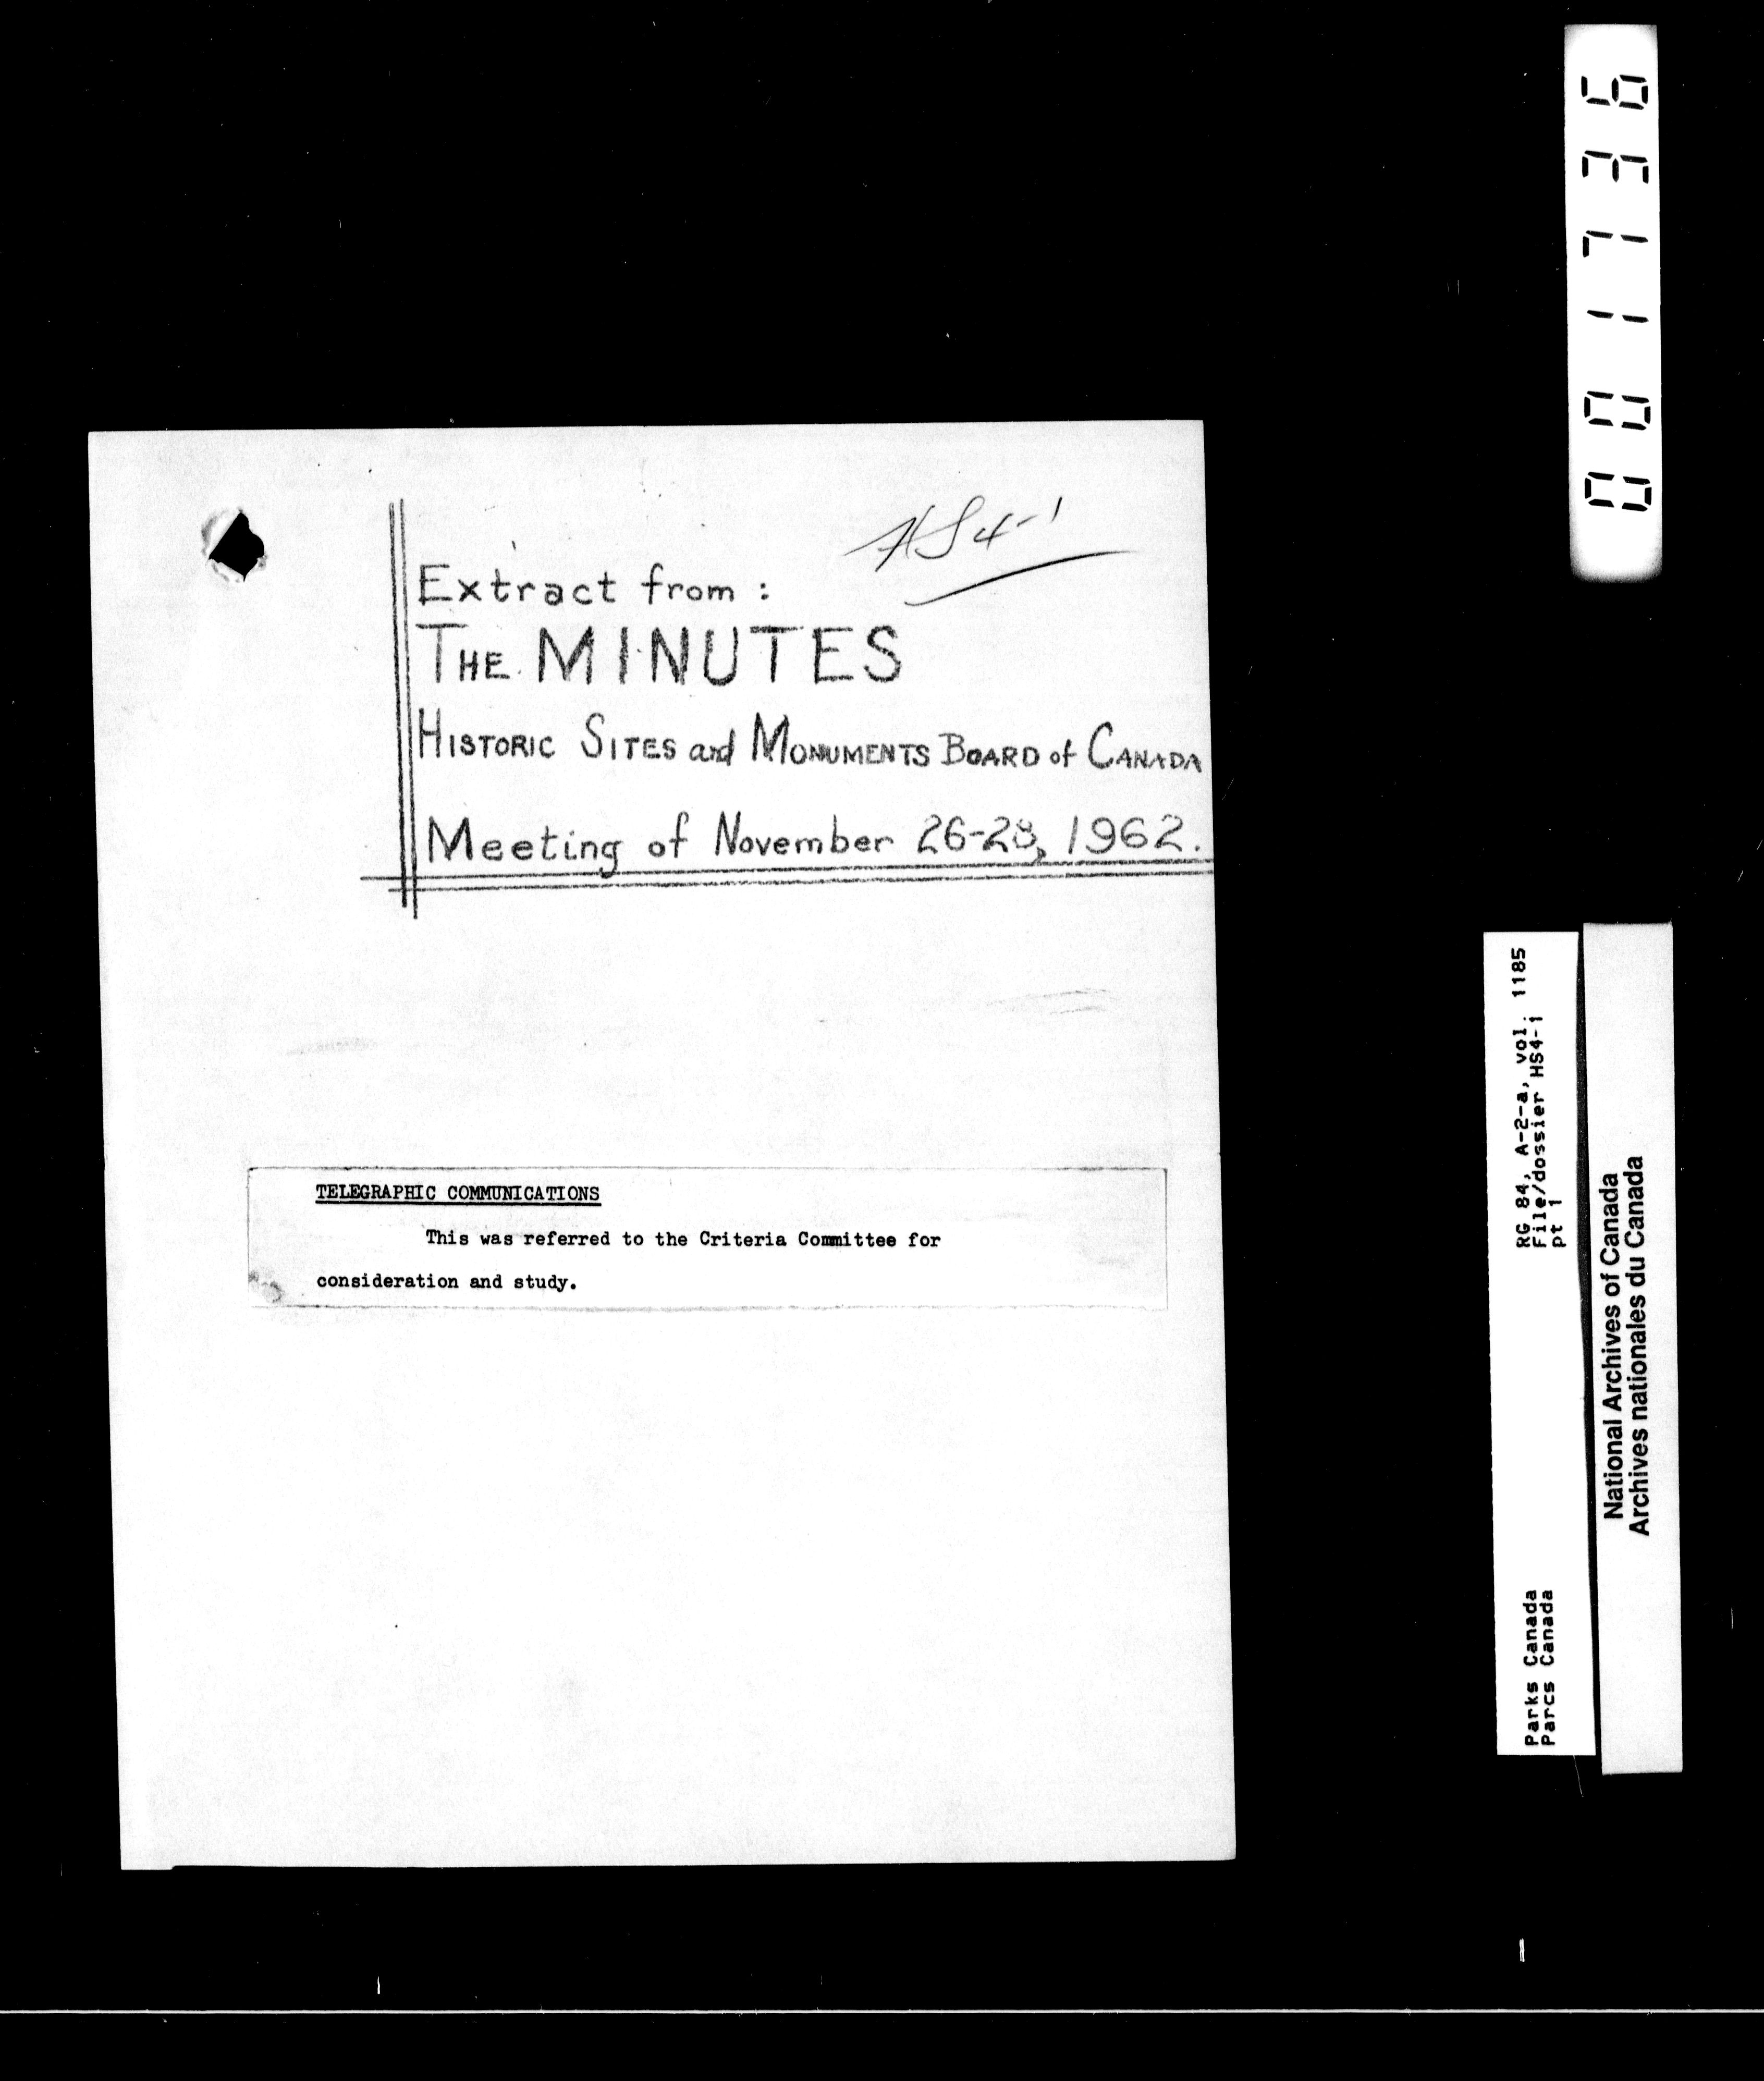 HS4-1
Extract from :
THE MINUTES
HISTORIC SITES and MONUMENTS BOARD of CANADA
Meeting of November 26-28, 1962.
TELEGRAPHIC COMMUNICATIONS
This was referred to the Criteria Committee for
consideration and study.
001736
RG 84, A-2-a, vol. 1185
File/dossier HS4-1
pt 1
Parks Canada
Parcs Canada
National Archives of Canada
Archives nationales du Canada